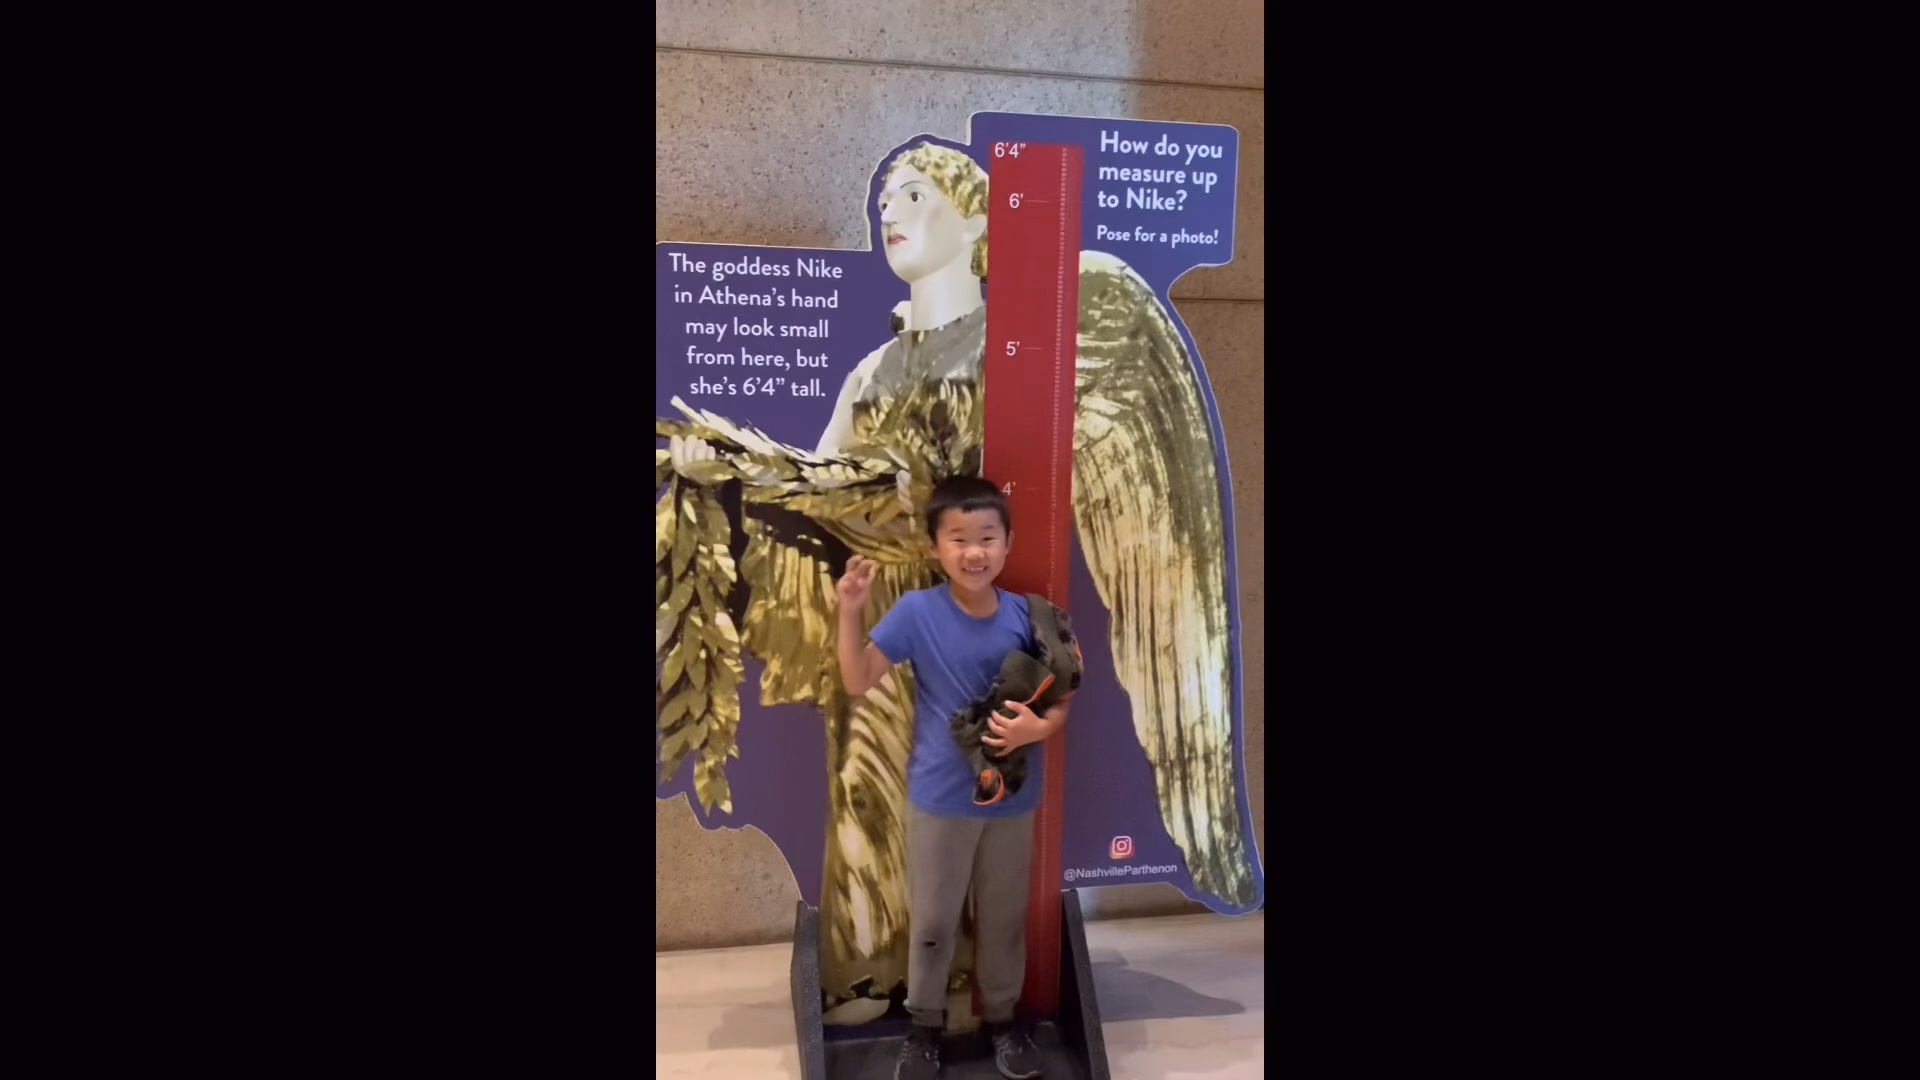 The goddess Nike
in Athena's hand
may look small
from here, but
she's 6'4" tall.
6'4"
6'
5'
4'
How do you
measure up
to Nike?
Pose for a photo!
@NashvilleParthenon